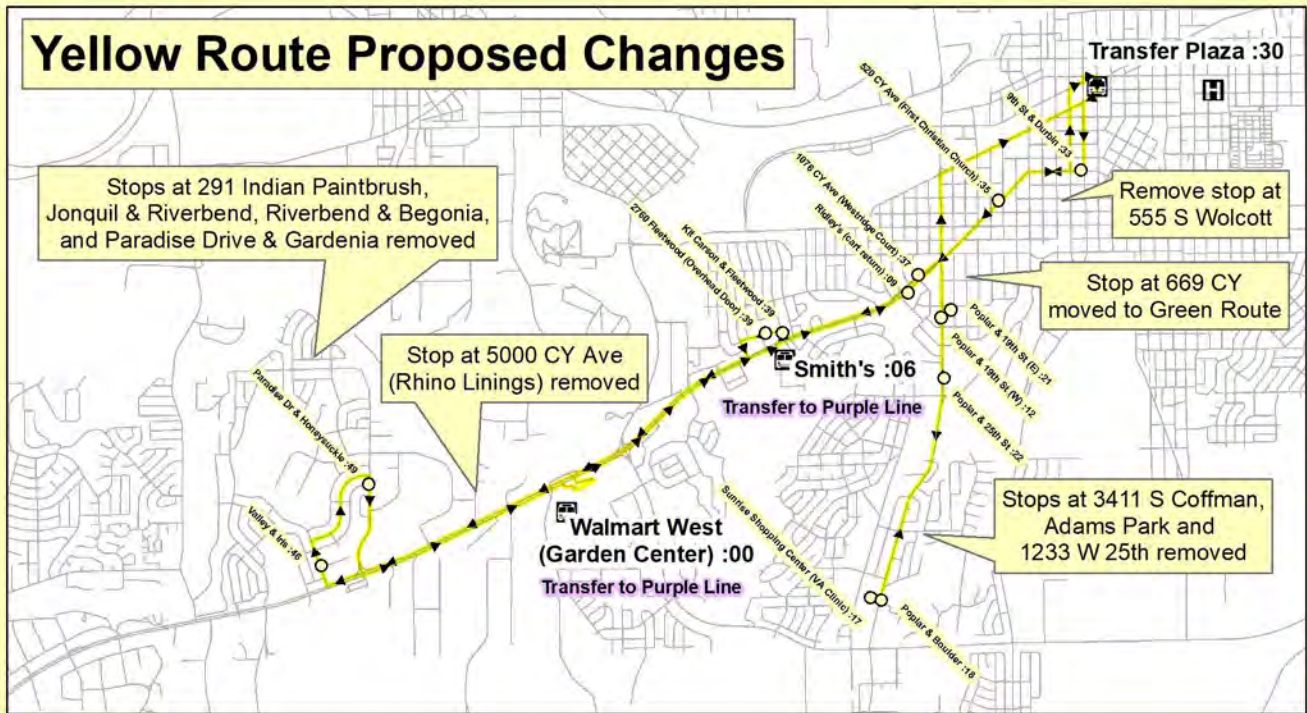 Yellow Route Proposed Changes
Transfer Plaza :30
H
520 CY Ave (First Christian Church) :35
9th St & Durbin :33
Stops at 291 Indian Paintbrush,
Jonquil & Riverbend, Riverbend & Begonia,
and Paradise Drive & Gardenia removed
Remove stop at
555 S Wolcott
1076 CY Ave (Westridge Court) :37
Ridley's (cart return) :09
Kit Carson & Fleetwood :39
2760 Fleetwood (Overhead Door) :39
Stop at 669 CY
moved to Green Route
Stop at 5000 CY Ave
(Rhino Linings) removed
Smith's :06
Transfer to Purple Line
Poplar & 19th St (E) :21
Poplar & 19th St (W) :12
Poplar & 25th St :22
Paradise Dr & Honeysuckle :49
Valley & Iris :46
Walmart West
(Garden Center) :00
Transfer to Purple Line
Stops at 3411 S Coffman,
Adams Park and
1233 W 25th removed
Sunrise Shopping Center (VA Clinic) :17
Poplar & Boulder :18